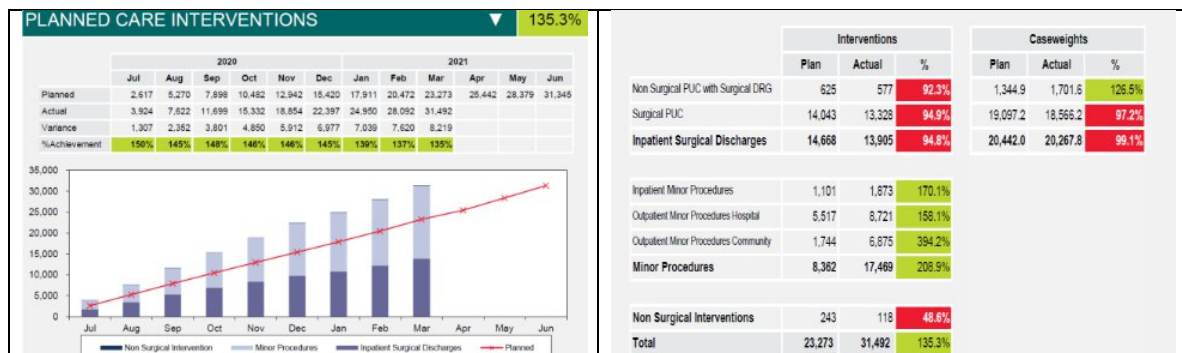 PLANNED CARE INTERVENTIONS ▼ 135.3%
2020 2021
Jul Aug Sep Oct Nov Dec Jan Feb Mar Apr May Jun
Planned 2,617 5,270 7,898 10,482 12,942 15,420 17,911 20,472 23,273 25,442 28,379 31,345
Actual 3,924 7,622 11,699 15,332 18,854 22,397 24,950 28,092 31,492
Variance 1,307 2,352 3,801 4,850 5,912 6,977 7,039 7,620 8,219
%Achievement 150% 145% 148% 146% 146% 145% 139% 137% 135%
35,000
30,000
25,000
20,000
15,000
10,000
5,000
0
Jul Aug Sep Oct Nov Dec Jan Feb Mar Apr May Jun
Non Surgical Intervention Minor Procedures Inpatient Surgical Discharges Planned
Interventions Caseweights
Plan Actual % Plan Actual %
Non Surgical PUC with Surgical DRG 625 577 92.3% 1,344.9 1,701.6 126.5%
Surgical PUC 14,043 13,328 94.9% 19,097.2 18,566.2 97.2%
Inpatient Surgical Discharges 14,668 13,905 94.8% 20,442.0 20,267.8 99.1%
Inpatient Minor Procedures 1,101 1,873 170.1%
Outpatient Minor Procedures Hospital 5,517 8,721 158.1%
Outpatient Minor Procedures Community 1,744 6,875 394.2%
Minor Procedures 8,362 17,469 208.9%
Non Surgical Interventions 243 118 48.6%
Total 23,273 31,492 135.3%